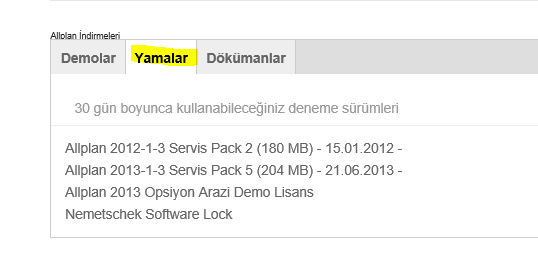 Allplan İndirmeleri
Demolar Yamalar Dökümanlar
30 gün boyunca kullanabileceğiniz deneme sürümleri
Allplan 2012-1-3 Servis Pack 2 (180 MB) - 15.01.2012 -
Allplan 2013-1-3 Servis Pack 5 (204 MB) - 21.06.2013 -
Allplan 2013 Opsiyon Arazi Demo Lisans
Nemetschek Software Lock